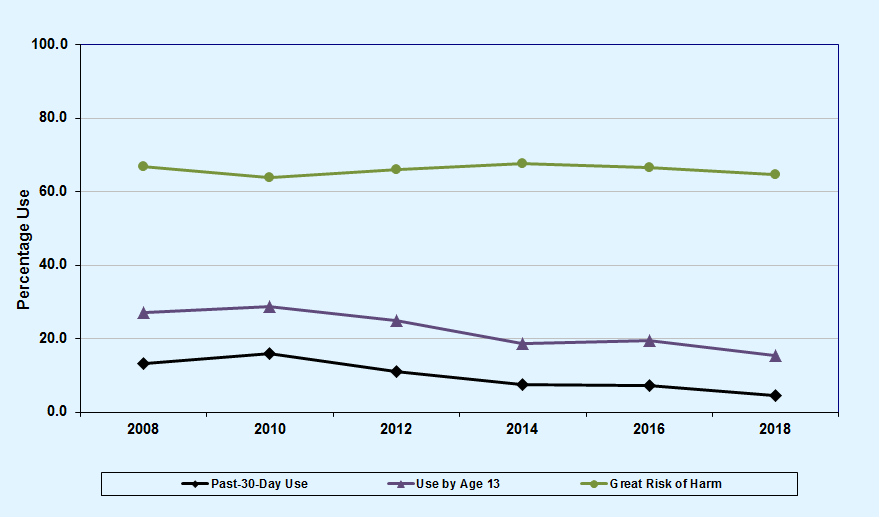 100.0
80.0
60.0
40.0
20.0
0.0
Percentage Use
2008 2010 2012 2014 2016 2018
Past-30-Day Use Use by Age 13 Great Risk of Harm